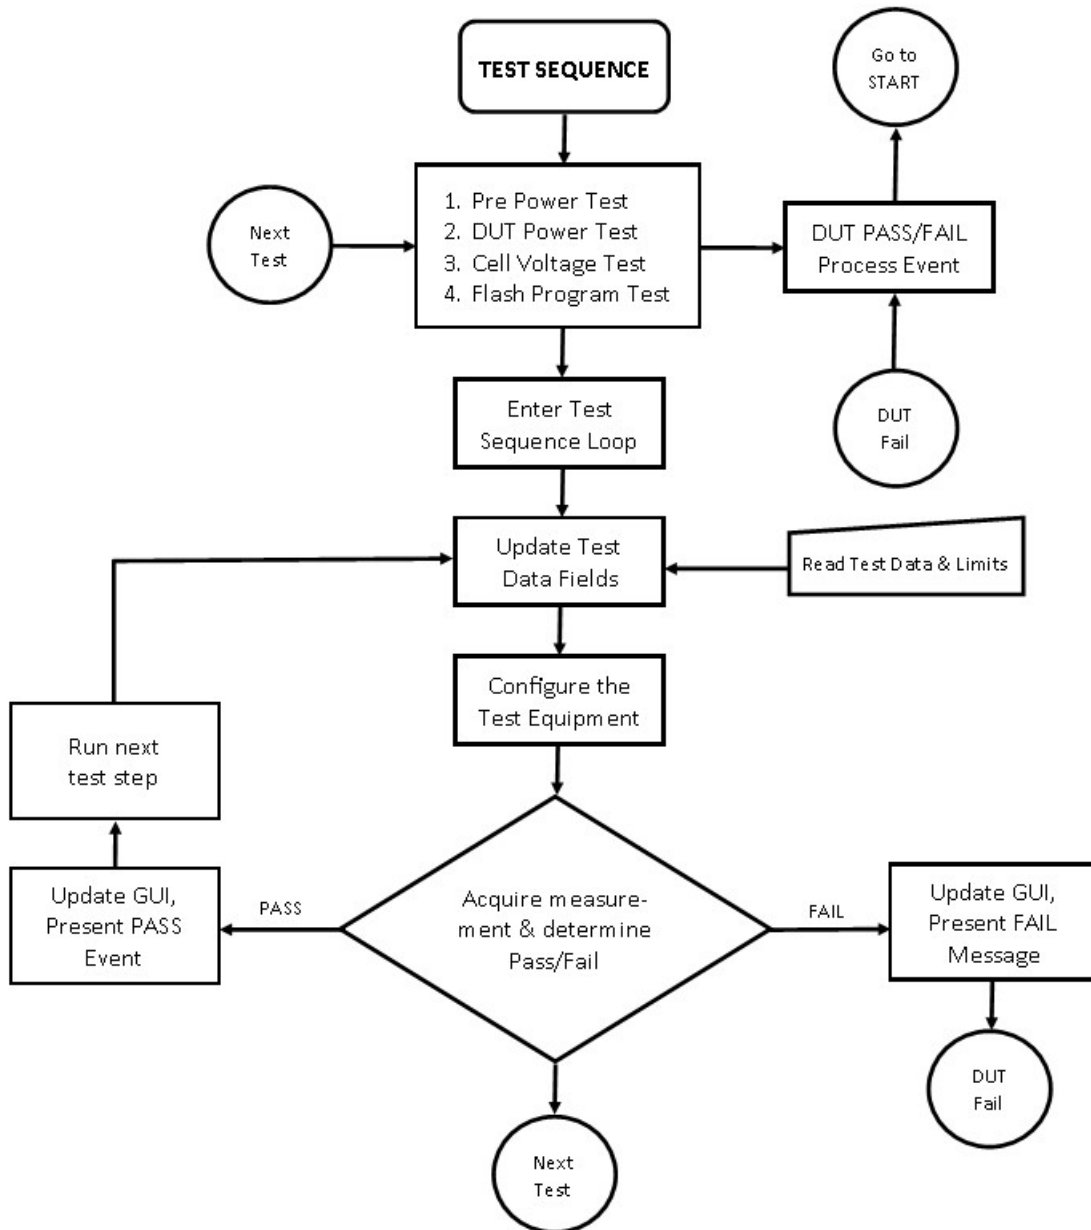 TEST SEQUENCE
Go to
START
1. Pre Power Test
2. DUT Power Test
3. Cell Voltage Test
4. Flash Program Test
Next
Test
DUT PASS/FAIL
Process Event
Enter Test
Sequence Loop
DUT
Fail
Update Test
Data Fields
Read Test Data & Limits
Configure the
Test Equipment
Run next
test step
Update GUI,
Present PASS
Event
PASS
Acquire measure-
ment & determine
Pass/Fail
FAIL
Update GUI,
Present FAIL
Message
DUT
Fail
Next
Test